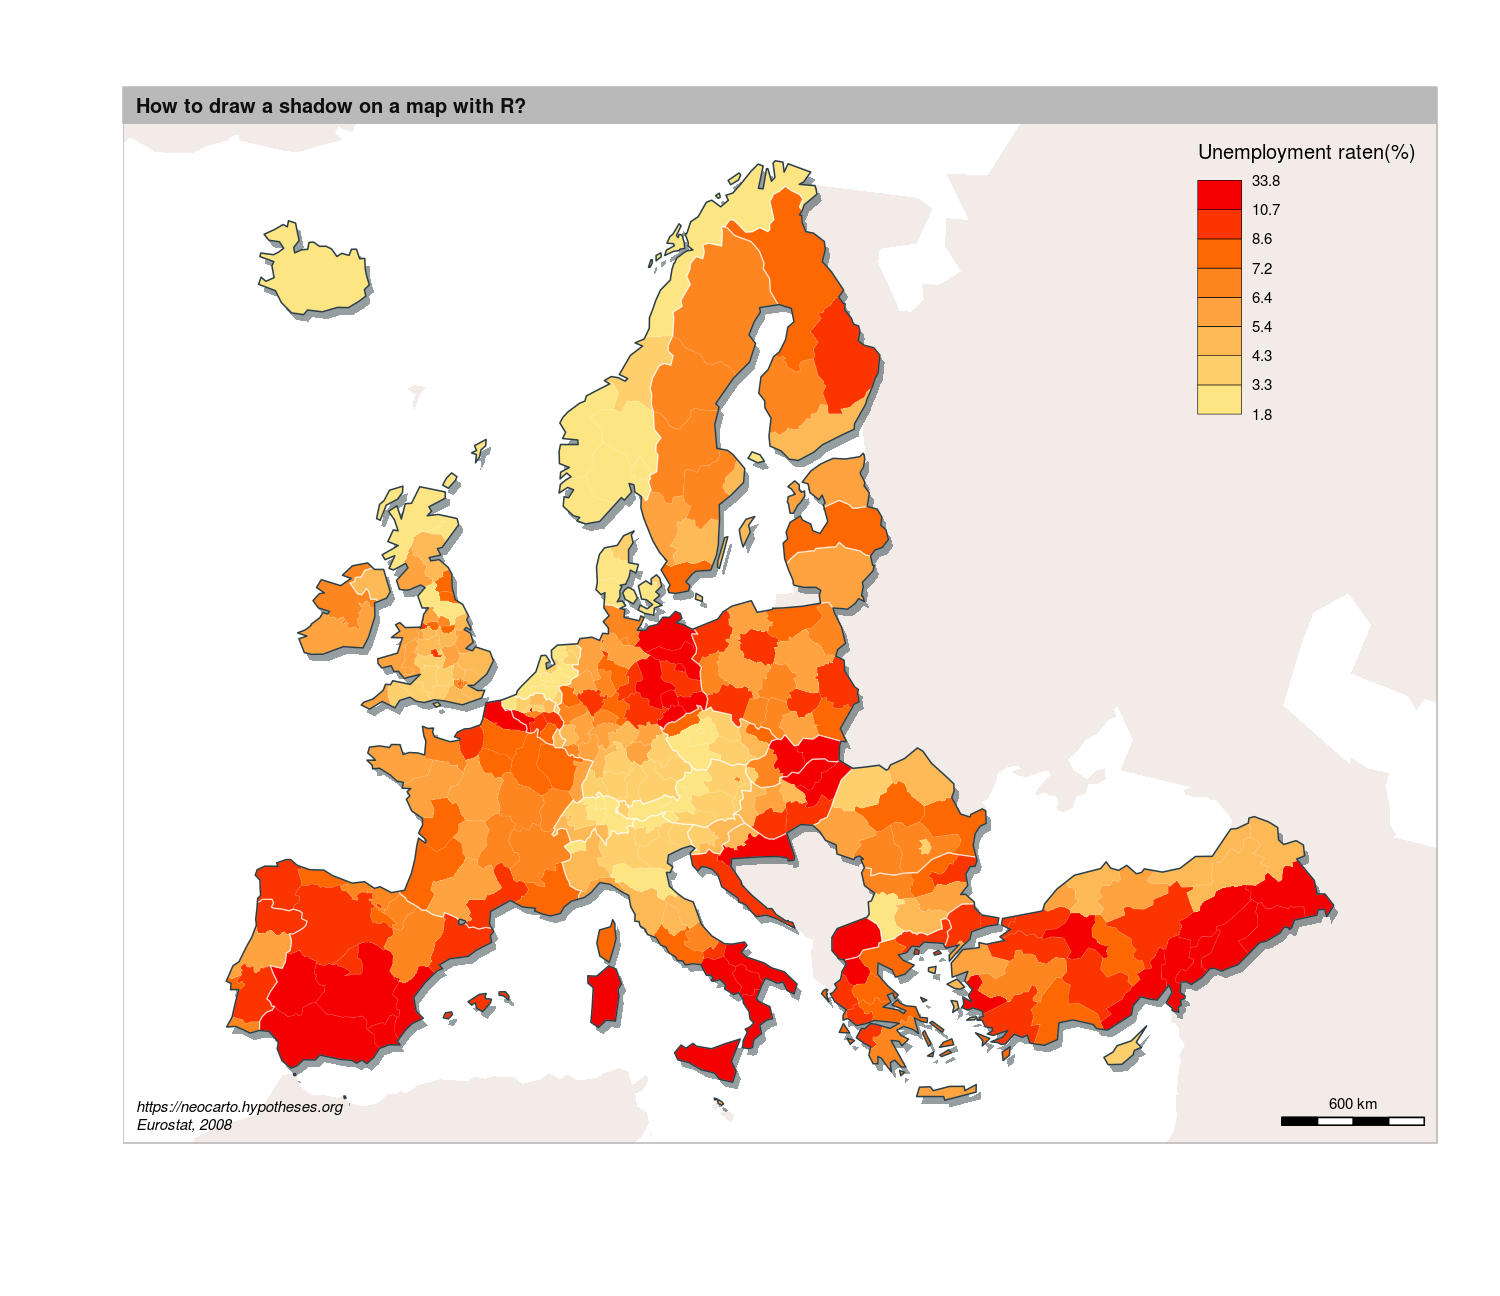 How to draw a shadow on a map with R?
Unemployment raten(%)
33.8
10.7
8.6
7.2
6.4
5.4
4.3
3.3
1.8
600 km
https://neocarto.hypotheses.org
Eurostat, 2008